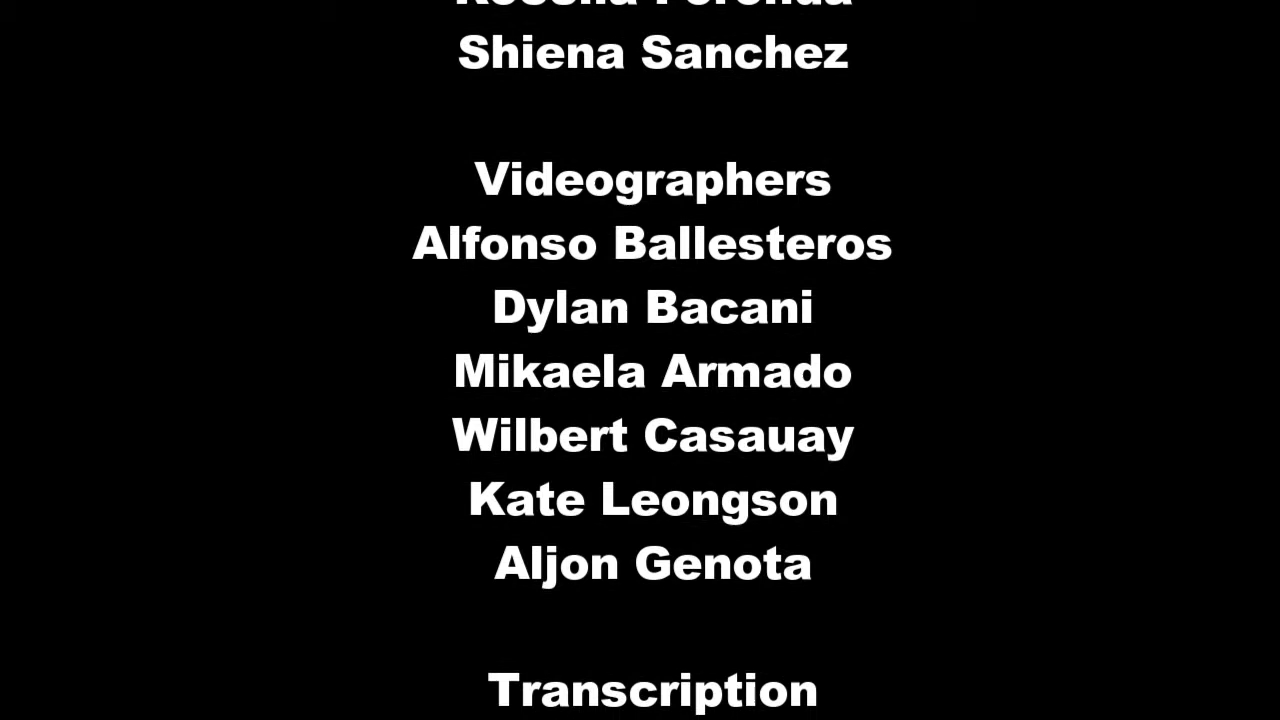 Shiena Sanchez
Videographers
Alfonso Ballesteros
Dylan Bacani
Mikaela Armado
Wilbert Casauay
Kate Leongson
Aljon Genota
Transcription